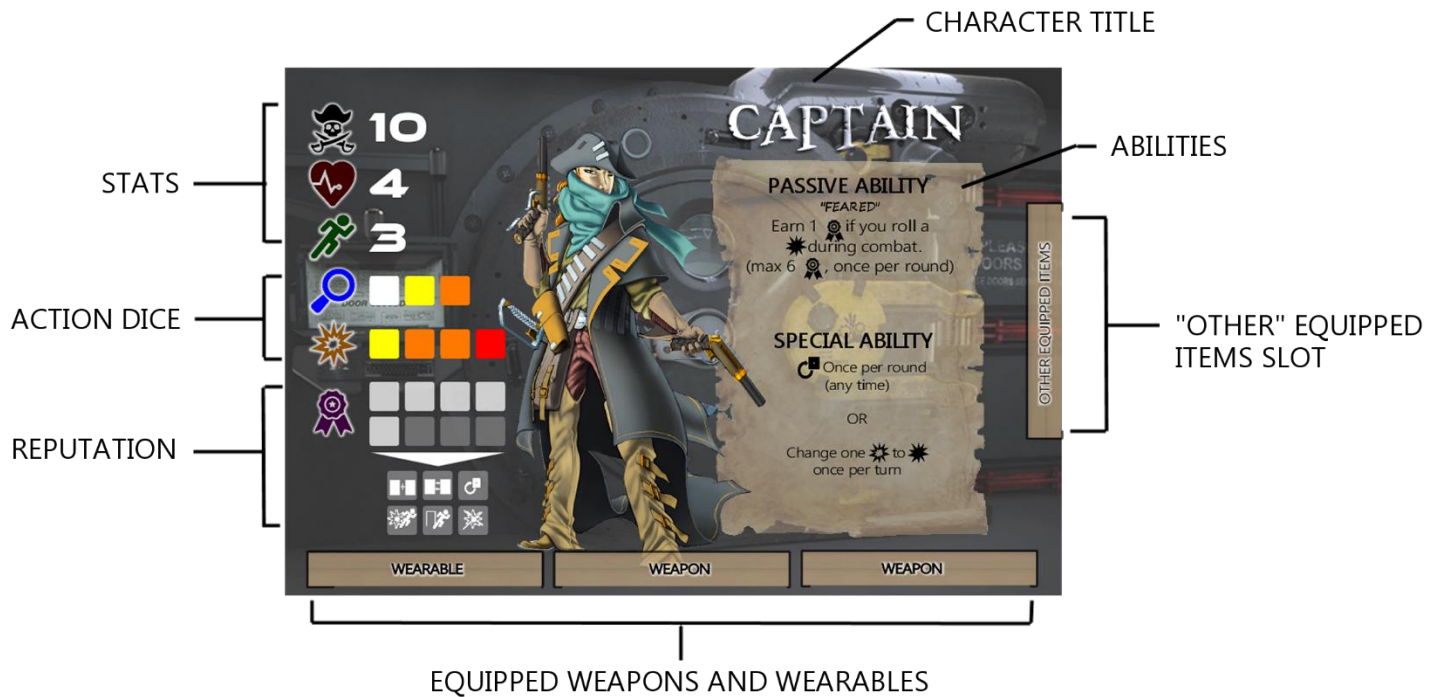 CHARACTER TITLE
CAPTAIN
10
4
3
STATS
ABILITIES
PASSIVE ABILITY
"FEARED"
Earn 1 if you roll a
during combat.
(max 6 , once per round)
SPECIAL ABILITY
Once per round
(any time)
OR
Change one to
once per turn
ACTION DICE
REPUTATION
OTHER EQUIPPED ITEMS
"OTHER" EQUIPPED
ITEMS SLOT
WEARABLE
WEAPON
WEAPON
EQUIPPED WEAPONS AND WEARABLES